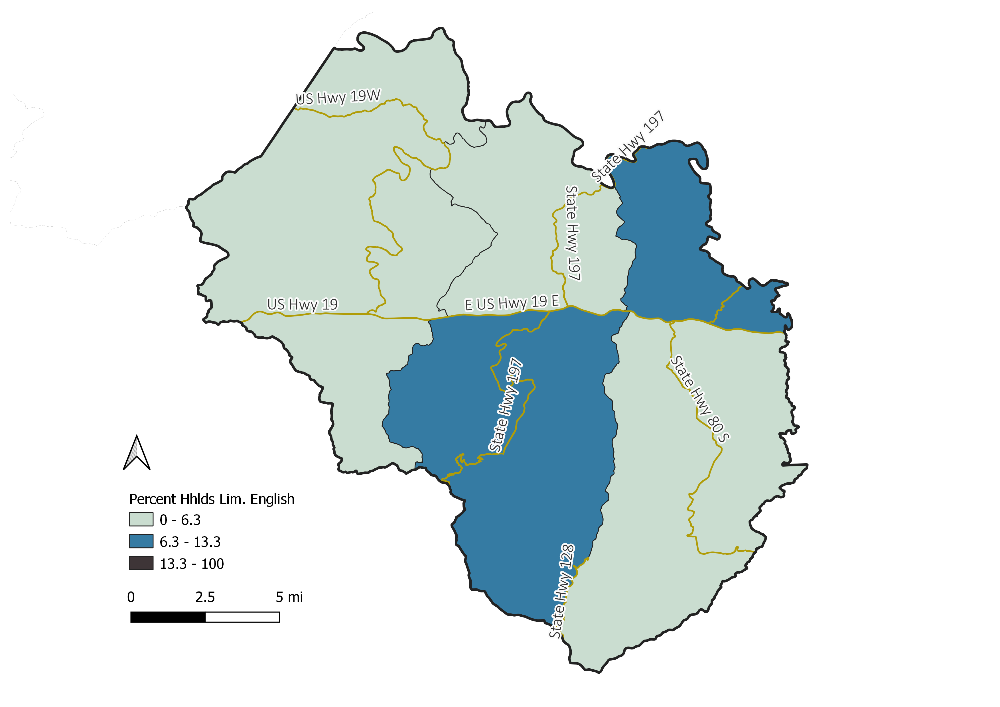 US Hwy 19W
State Hwy 197
State Hwy 197
US Hwy 19
E US Hwy 19 E
State Hwy 197
State Hwy 80 S
State Hwy 128
Percent Hhlds Lim. English
0 - 6.3
6.3 - 13.3
13.3 - 100
0 2.5 5 mi